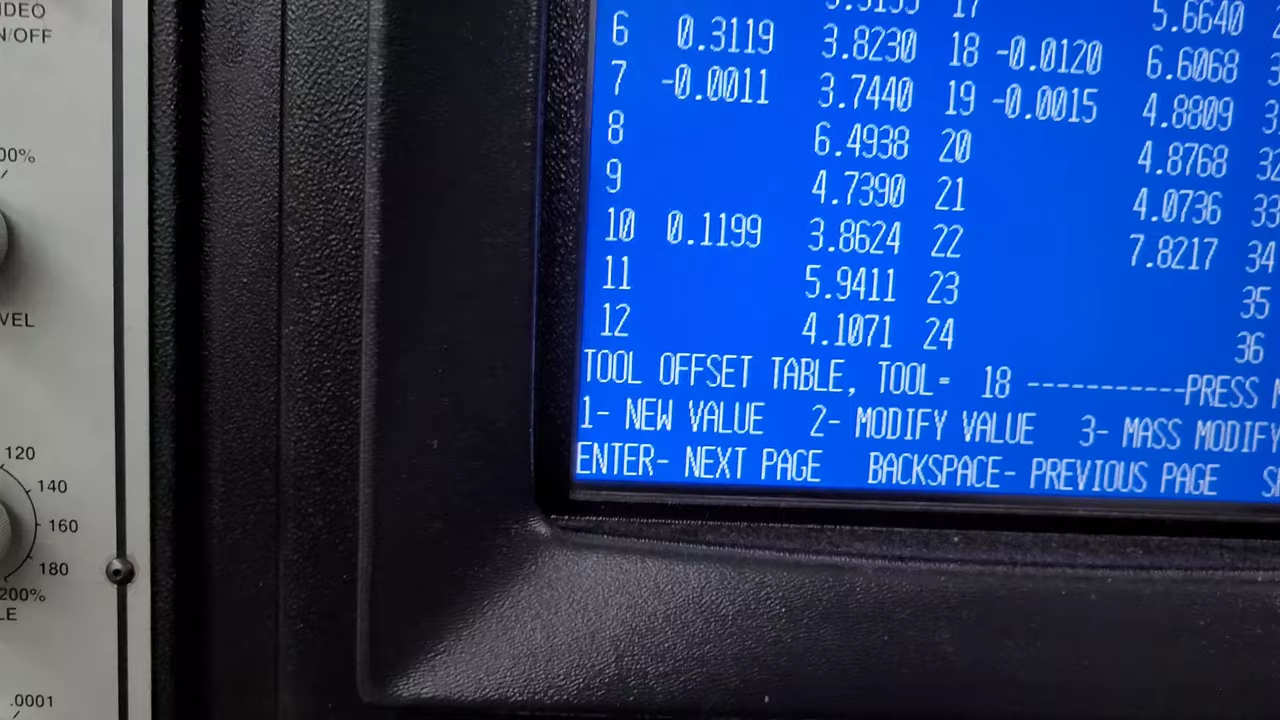 IDEO
N/OFF
00%
VEL
120
140
160
180
200%
LE
.0001
17 5.6640
6 0.3119 3.8230 18 -0.0120 6.6068
7 -0.0011 3.7440 19 -0.0015 4.8809
8 6.4938 20 4.8768 32
9 4.7390 21 4.0736 33
10 0.1199 3.8624 22 7.8217 34
11 5.9411 23 35
12 4.1071 24 36
TOOL OFFSET TABLE, TOOL= 18 -----------PRESS
1- NEW VALUE 2- MODIFY VALUE 3- MASS MODIFY
ENTER- NEXT PAGE BACKSPACE- PREVIOUS PAGE